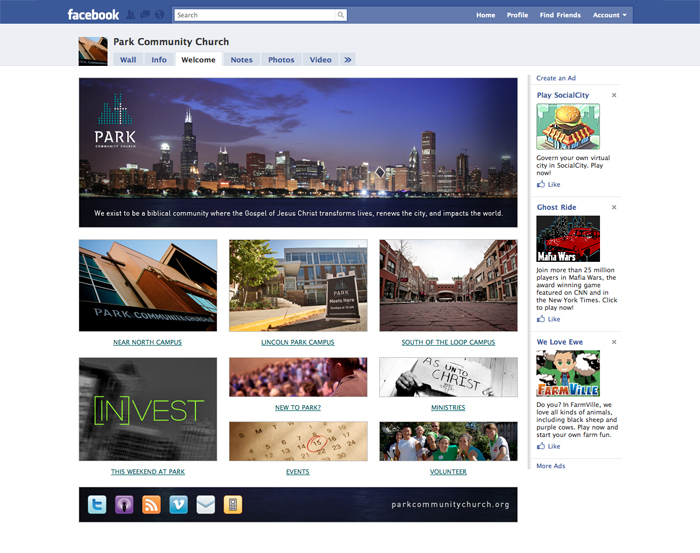 facebook
Search
Home Profile Find Friends Account
Park Community Church
Wall Info Welcome Notes Photos Video »
PARK
COMMUNITY CHURCH
We exist to be a biblical community where the Gospel of Jesus Christ transforms lives, renews the city, and impacts the world.
PARK COMMUNITY CHURCH
PARK
Meets Here
NEAR NORTH CAMPUS
LINCOLN PARK CAMPUS
SOUTH OF THE LOOP CAMPUS
[IN]VEST
AS UNTO
CHRIST
NEW TO PARK?
MINISTRIES
S M T W T F S
15
THIS WEEKEND AT PARK
EVENTS
VOLUNTEER
parkcommunitychurch.org
Create an Ad
Play SocialCity
Govern your own virtual
city in SocialCity. Play
now!
Like
Ghost Ride
Mafia Wars
Join more than 25 million
players in Mafia Wars, the
award winning game
featured on CNN and in
the New York Times. Click
to play now!
Like
We Love Ewe
FARMVILLE
Do you? In FarmVille, we
love all kinds of animals,
including black sheep and
purple cows. Play now and
start your own farm fun.
Like
More Ads